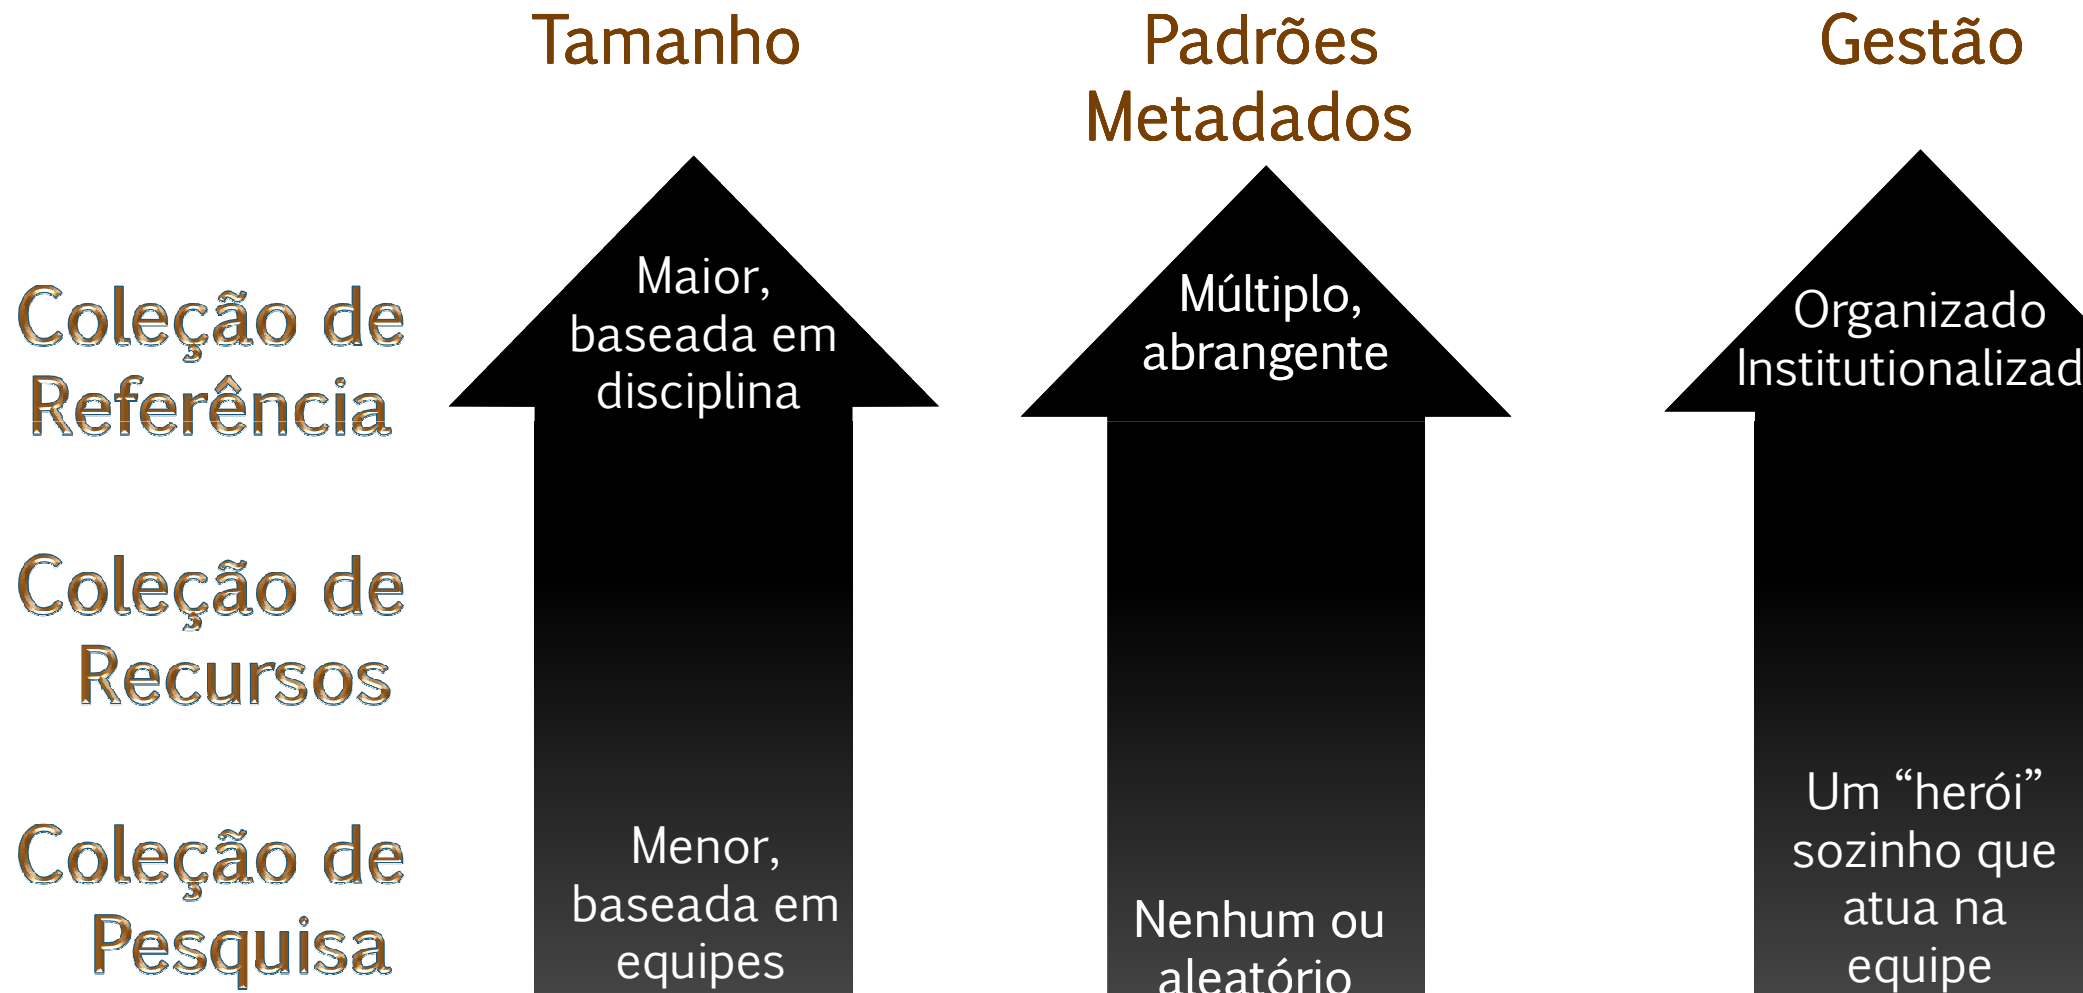 Tamanho
Padrões
Metadados
Gestão
Coleção de
Referência
Maior,
baseada em
disciplina
Múltiplo,
abrangente
Organizado
Institutionalizad
Coleção de
Recursos
Coleção de
Pesquisa
Menor,
baseada em
equipes
Nenhum ou
aleatório
Um “herói”
sozinho que
atua na
equipe